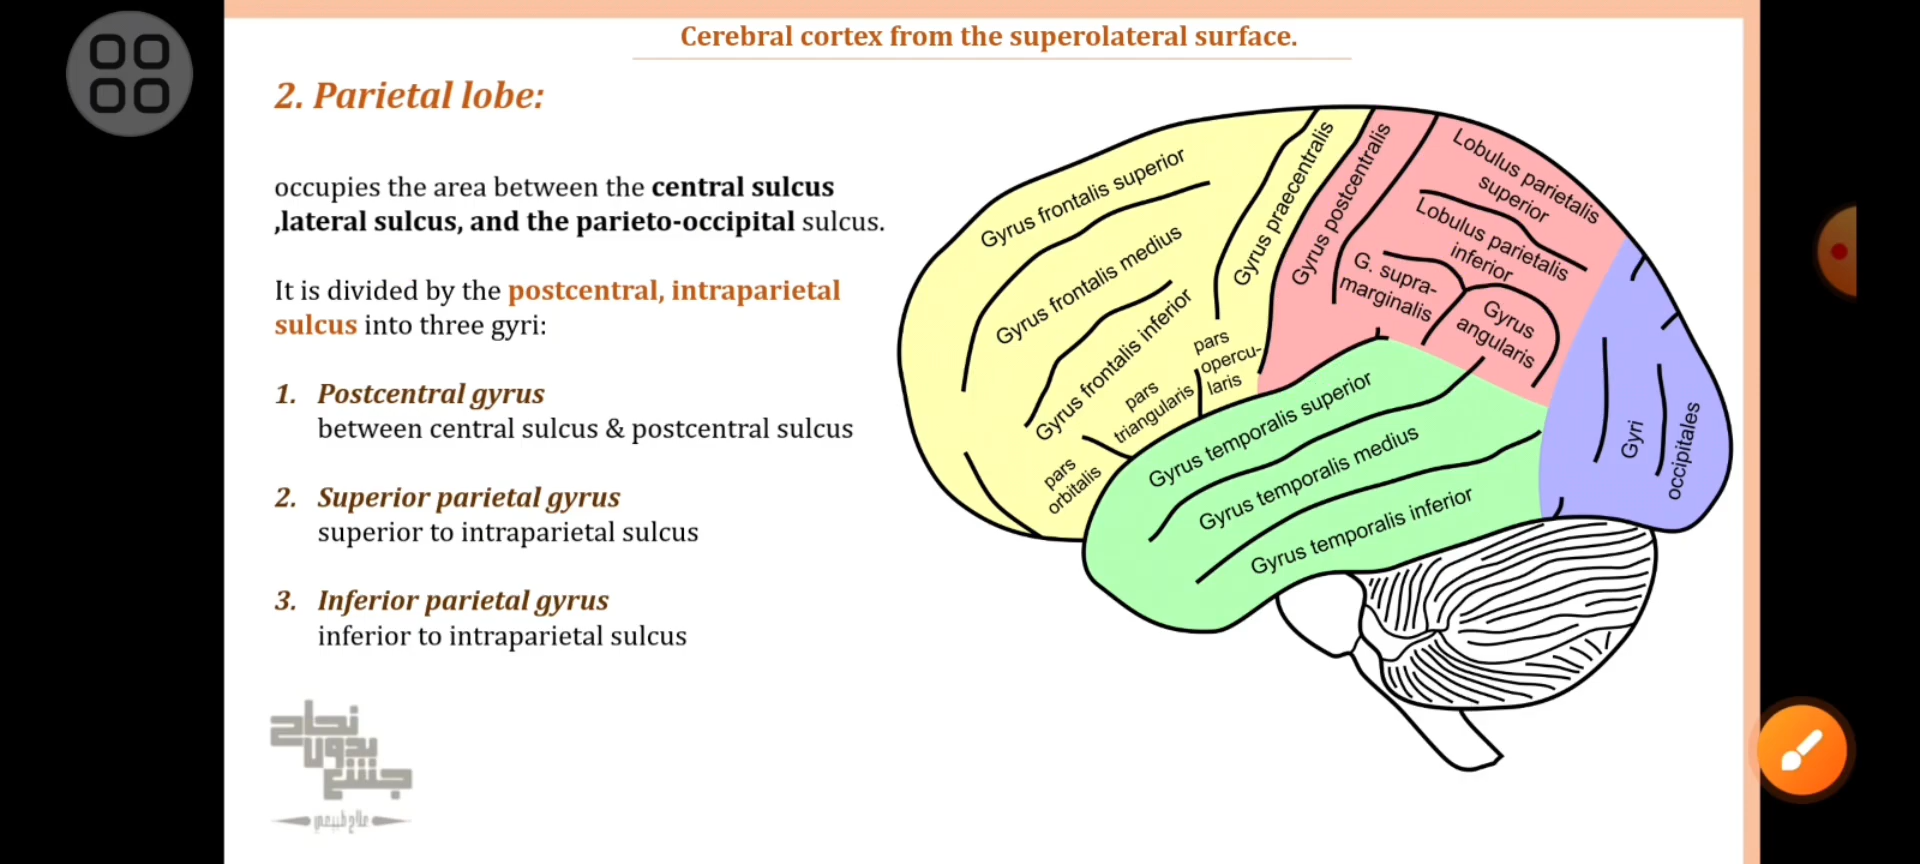 Cerebral cortex from the superolateral surface.
2. Parietal lobe:
occupies the area between the central sulcus
,lateral sulcus, and the parieto-occipital sulcus.
It is divided by the postcentral, intraparietal
sulcus into three gyri:
1. Postcentral gyrus
between central sulcus & postcentral sulcus
2. Superior parietal gyrus
superior to intraparietal sulcus
3. Inferior parietal gyrus
inferior to intraparietal sulcus
نجاح
بدون
جشع
علاج طبيعي
Gyrus frontalis superior
Gyrus frontalis medius
Gyrus frontalis inferior
pars
orbitalis
pars
triangularis
pars
opercu-
laris
Gyrus praecentralis
Gyrus postcentralis
Lobulus parietalis
superior
Lobulus parietalis
inferior
G. supra-
marginalis
Gyrus
angularis
Gyrus temporalis superior
Gyrus temporalis medius
Gyrus temporalis inferior
Gyri
occipitales